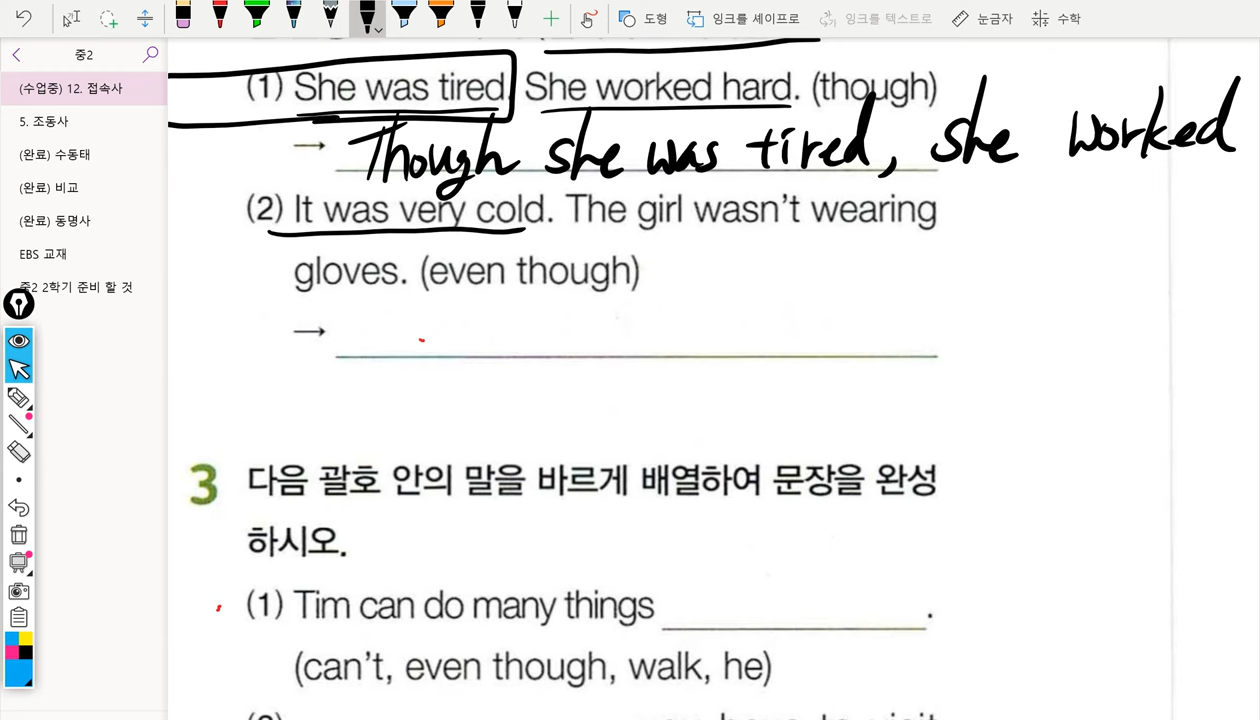 도형 잉크를 셰이프로 잉크를 텍스트로 눈금자 수학
중2
(수업중) 12. 접속사
5. 조동사
(완료) 수동태
(완료) 비교
(완료) 동명사
EBS 교재
중2 2학기 준비 할 것
(1) She was tired. She worked hard. (though)
→ Though she was tired, she worked
(2) It was very cold. The girl wasn't wearing
gloves. (even though)
→
3 다음 괄호 안의 말을 바르게 배열하여 문장을 완성
하시오.
(1) Tim can do many things ____________.
(can't, even though, walk, he)